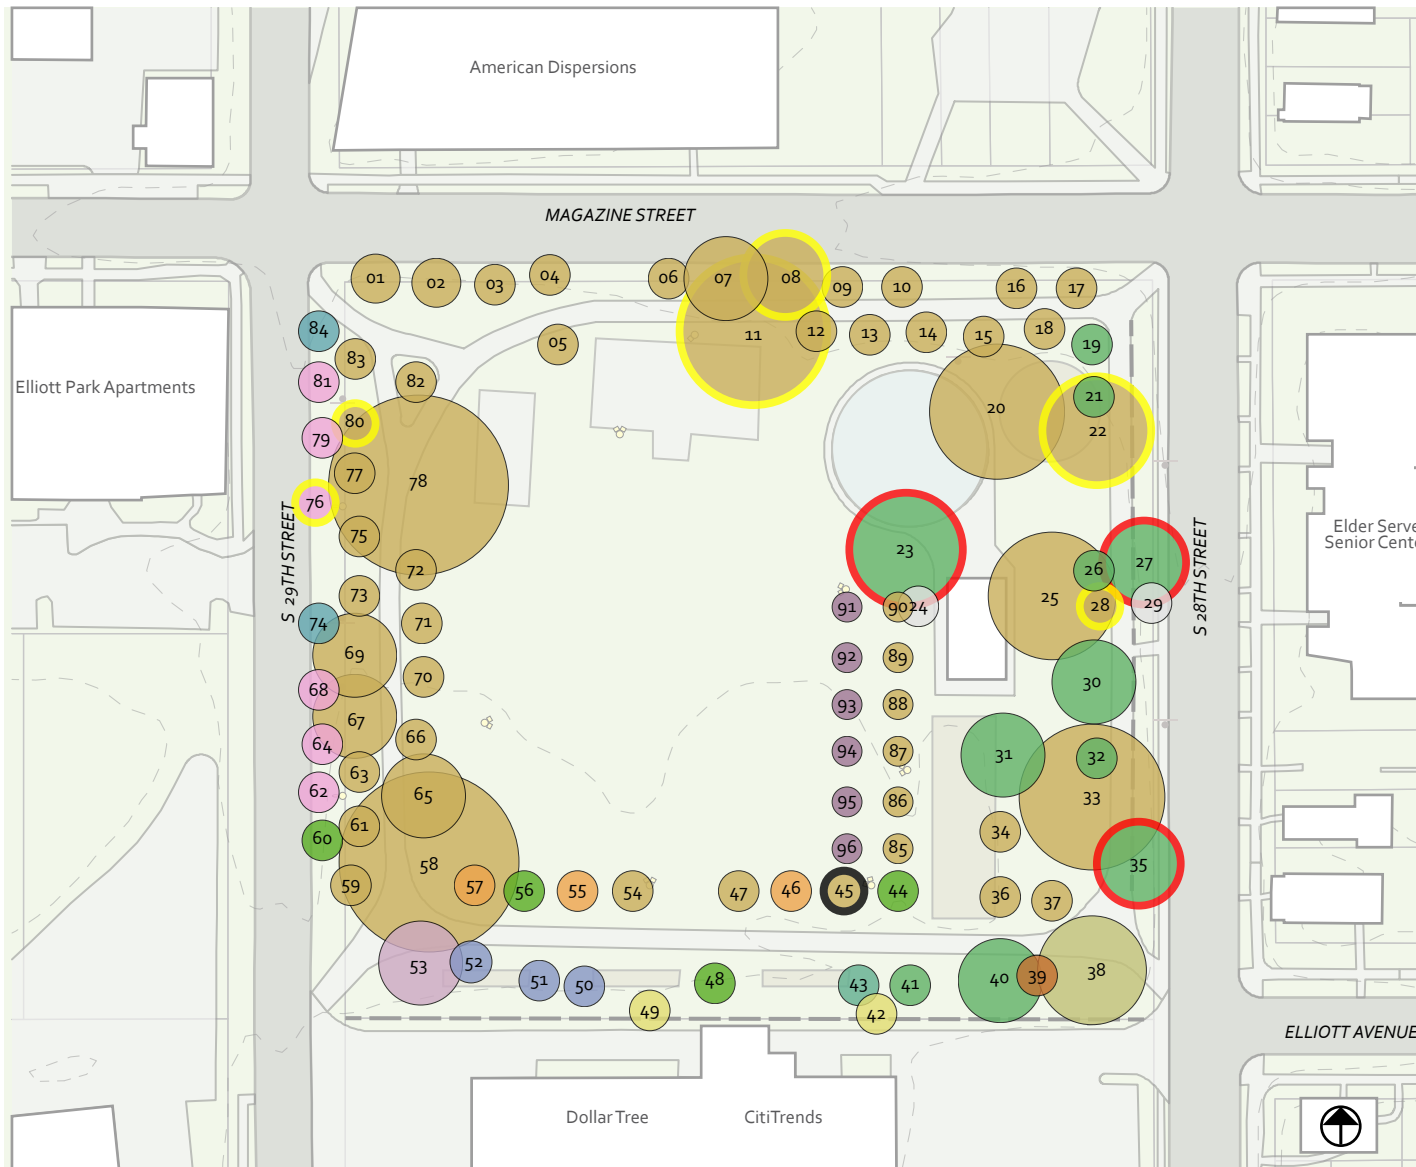 American Dispersions
MAGAZINE STREET
01 02 03 04 06 07 08 09 10 16 17
84 83 05 11 12 13 14 15 18 19
Elliott Park Apartments
81 82 80 79 20 21 22
77 78 76
S 29TH STREET
75 72 23 26 27
Elder Serve
Senior Cente
S 28TH STREET
73 74 71 91 90 24 25 28 29
69 68 70 92 89 30
67 64 66 93 88
63 62 65 94 87 31 32
61 60 95 86 33 34
58 59 96 85 35
57 56 55 54 47 46 45 44 36 37
53 52 51 50 48 43 41 40 39 38
49 42
ELLIOTT AVENUE
Dollar Tree
CitiTrends